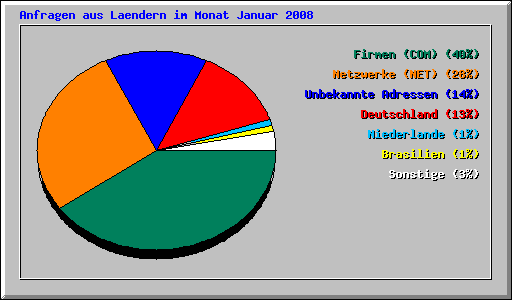 Anfragen aus Laendern im Monat Januar 2008
Firmen (COM) (40%)
Netzwerke (NET) (28%)
Unbekannte Adressen (14%)
Deutschland (13%)
Niederlande (1%)
Brasilien (1%)
Sonstige (3%)